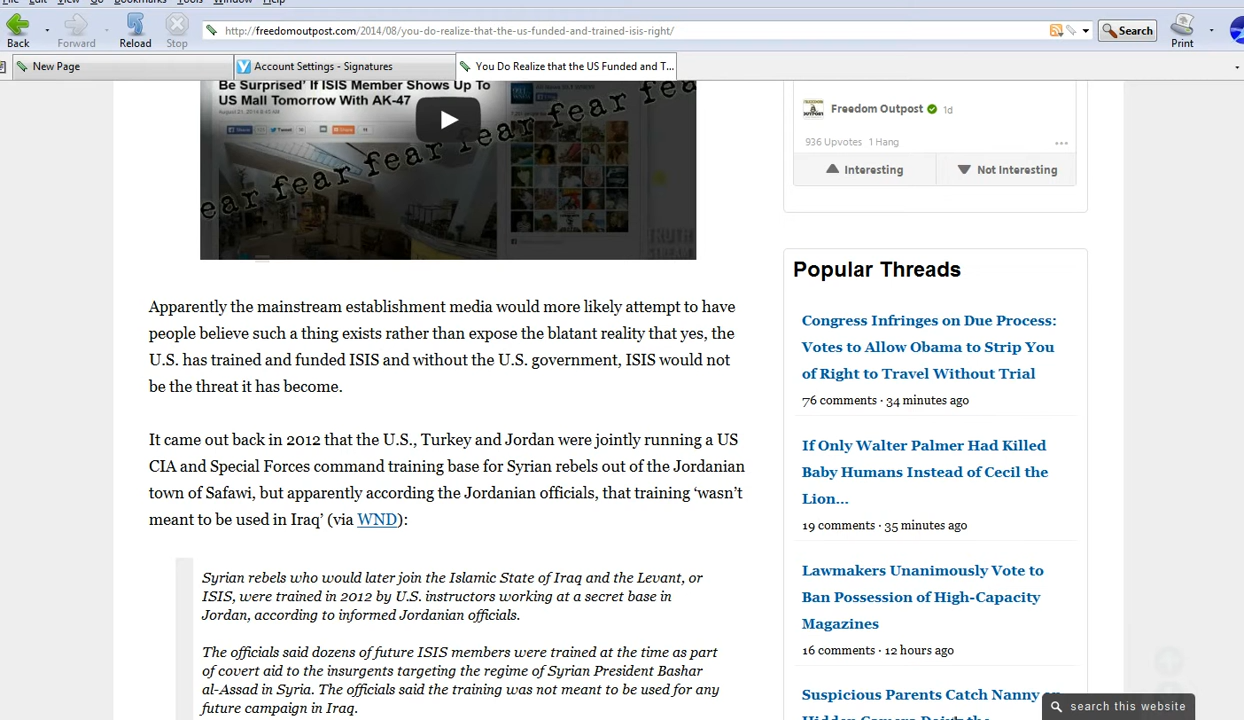 File Edit View Go Bookmarks Tools Window Help
Back
Forward
Reload
Stop
http://freedomoutpost.com/2014/08/you-do-realize-that-the-us-funded-and-trained-isis-right/
Search
Print
New Page
Account Settings - Signatures
You Do Realize that the US Funded and T...
Be Surprised' If ISIS Member Shows Up To
US Mall Tomorrow With AK-47
fear fear fear fear fear
Apparently the mainstream establishment media would more likely attempt to have
people believe such a thing exists rather than expose the blatant reality that yes, the
U.S. has trained and funded ISIS and without the U.S. government, ISIS would not
be the threat it has become.
It came out back in 2012 that the U.S., Turkey and Jordan were jointly running a US
CIA and Special Forces command training base for Syrian rebels out of the Jordanian
town of Safawi, but apparently according the Jordanian officials, that training ‘wasn’t
meant to be used in Iraq’ (via WND):
Syrian rebels who would later join the Islamic State of Iraq and the Levant, or
ISIS, were trained in 2012 by U.S. instructors working at a secret base in
Jordan, according to informed Jordanian officials.
The officials said dozens of future ISIS members were trained at the time as part
of covert aid to the insurgents targeting the regime of Syrian President Bashar
al-Assad in Syria. The officials said the training was not meant to be used for any
future campaign in Iraq.
Freedom Outpost 1d
936 Upvotes 1 Hang
Interesting
Not Interesting
Popular Threads
Congress Infringes on Due Process:
Votes to Allow Obama to Strip You
of Right to Travel Without Trial
76 comments · 34 minutes ago
If Only Walter Palmer Had Killed
Baby Humans Instead of Cecil the
Lion...
19 comments · 35 minutes ago
Lawmakers Unanimously Vote to
Ban Possession of High-Capacity
Magazines
16 comments · 12 hours ago
Suspicious Parents Catch Nanny on
Hidden Camera
search this website